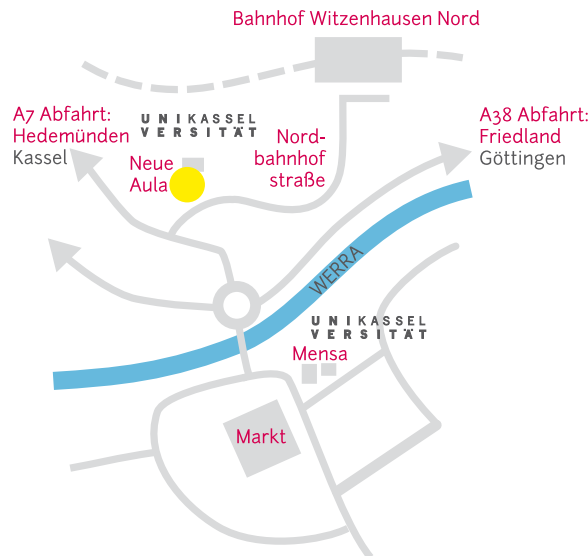 Bahnhof Witzenhausen Nord
A7 Abfahrt:
Hedemünden
Kassel
UNIKASSEL
VERSITÄT
Neue
Aula
Nord-
bahnhof
straße
A38 Abfahrt:
Friedland
Göttingen
WERRA
UNIKASSEL
VERSITÄT
Mensa
Markt